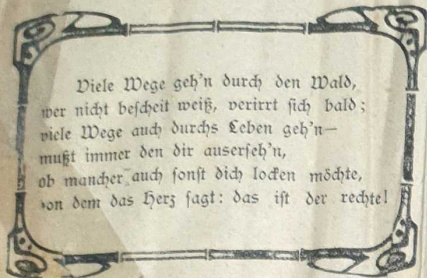 Viele Wege geh'n durch den Wald,
wer nicht bescheit weiß, verirrt sich bald;
viele Wege auch durchs Leben geh'n—
mußt immer den dir auserseh'n,
ob mancher auch sonst dich locken möchte,
von dem das Herz sagt: das ist der rechte!